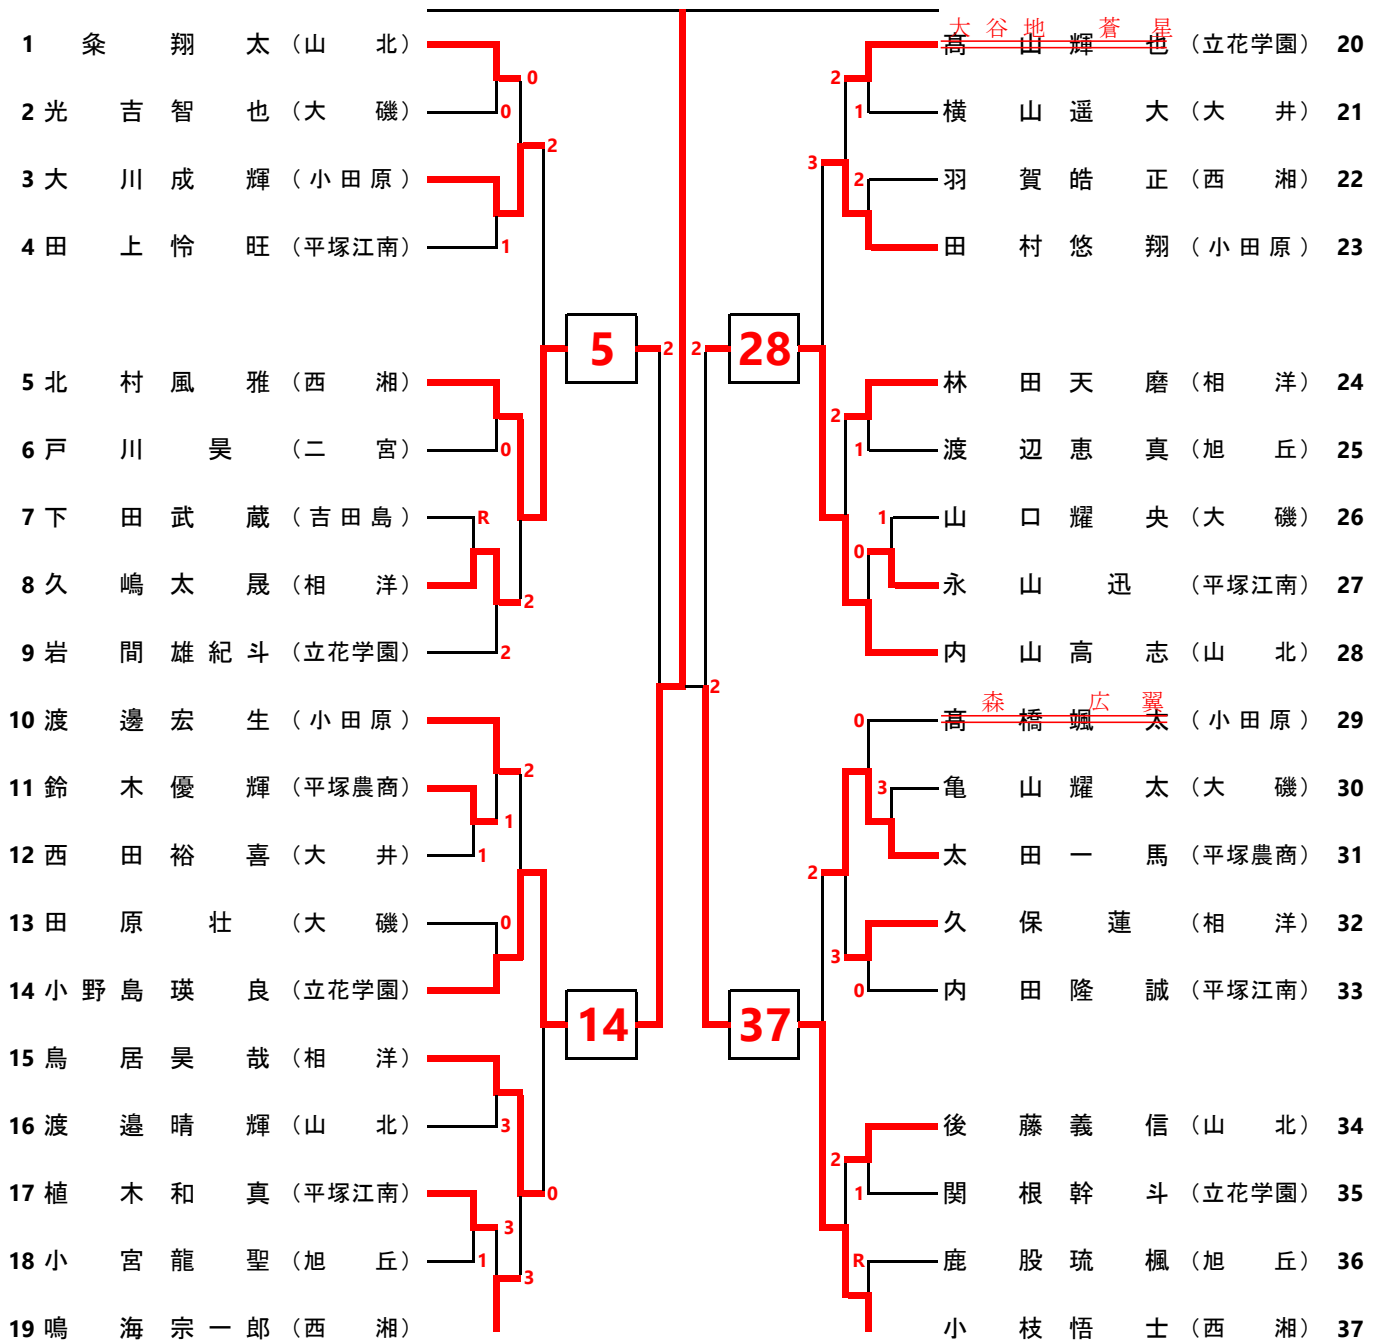 1 粂 翔 太 (山 北)
0
2 光 吉 智 也 (大 磯)
0
2
3 大 川 成 輝 (小田原)
4 田 上 怜 旺 (平塚江南)
1
5
2
5 北 村 風 雅 (西 湘)
6 戸 川 昊 (二 宮)
0
7 下 田 武 蔵 (吉田島)
R
8 久 嶋 太 晟 (相 洋)
2
9 岩 間 雄 紀 斗 (立花学園)
2
10 渡 邊 宏 生 (小田原)
2
11 鈴 木 優 輝 (平塚農商)
1
12 西 田 裕 喜 (大 井)
1
13 田 原 壮 (大 磯)
0
14 小 野 島 瑛 良 (立花学園)
14
15 鳥 居 昊 哉 (相 洋)
16 渡 邉 晴 輝 (山 北)
3
17 植 木 和 真 (平塚江南)
0
3
18 小 宮 龍 聖 (旭 丘)
1
3
19 鳴 海 宗 一 郎 (西 湘)
大 谷 地 蒼 星
髙 山 輝 也 (立花学園) 20
2
1
横 山 遥 大 (大 井) 21
3
2
羽 賀 皓 正 (西 湘) 22
田 村 悠 翔 (小田原) 23
2
28
林 田 天 磨 (相 洋) 24
2
1
渡 辺 恵 真 (旭 丘) 25
1
山 口 耀 央 (大 磯) 26
0
永 山 迅 (平塚江南) 27
内 山 高 志 (山 北) 28
2
森 広 翼
0
髙 橋 颯 太 (小田原) 29
3
亀 山 耀 太 (大 磯) 30
太 田 一 馬 (平塚農商) 31
2
久 保 蓮 (相 洋) 32
3
0
内 田 隆 誠 (平塚江南) 33
37
後 藤 義 信 (山 北) 34
2
1
関 根 幹 斗 (立花学園) 35
R
鹿 股 琉 楓 (旭 丘) 36
小 枝 悟 士 (西 湘) 37